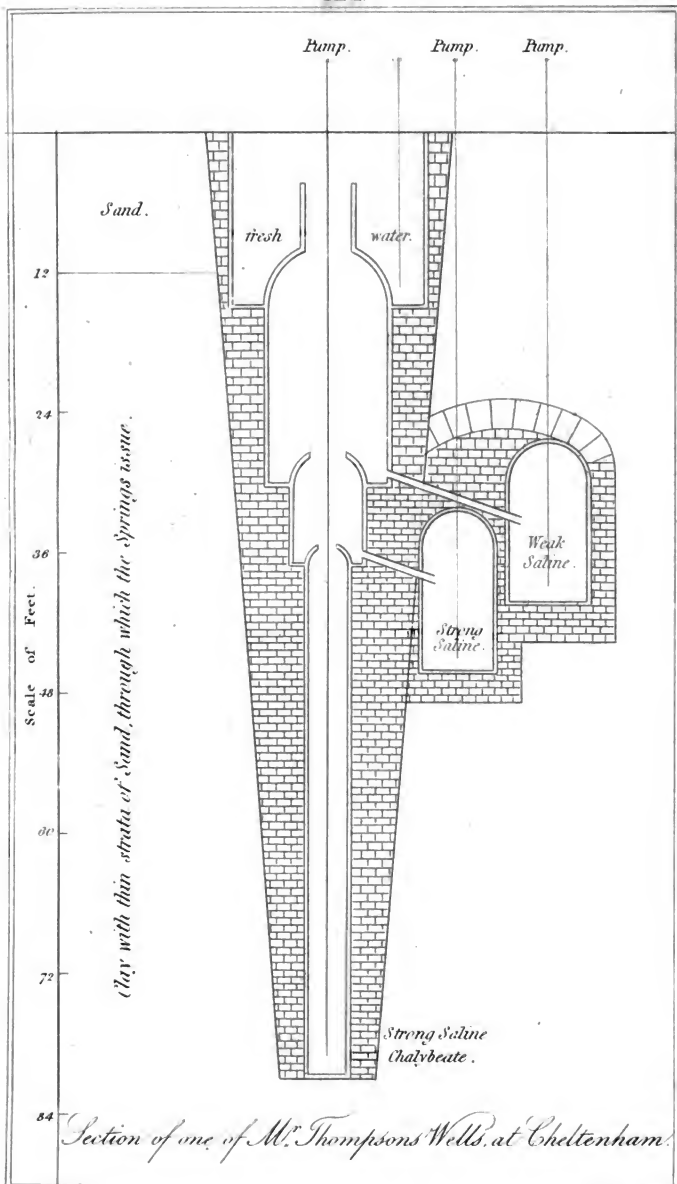 Pump.
Pump.
Pump.
Sand.
fresh
water.
12
24
36
48
60
72
84
Scale of Feet.
Clay with thin strata of Sand, through which the Springs issue.
Weak
Saline.
Strong
Saline.
Strong Saline
Chalybeate.
Section of one of Mr. Thompsons Wells, at Cheltenham.